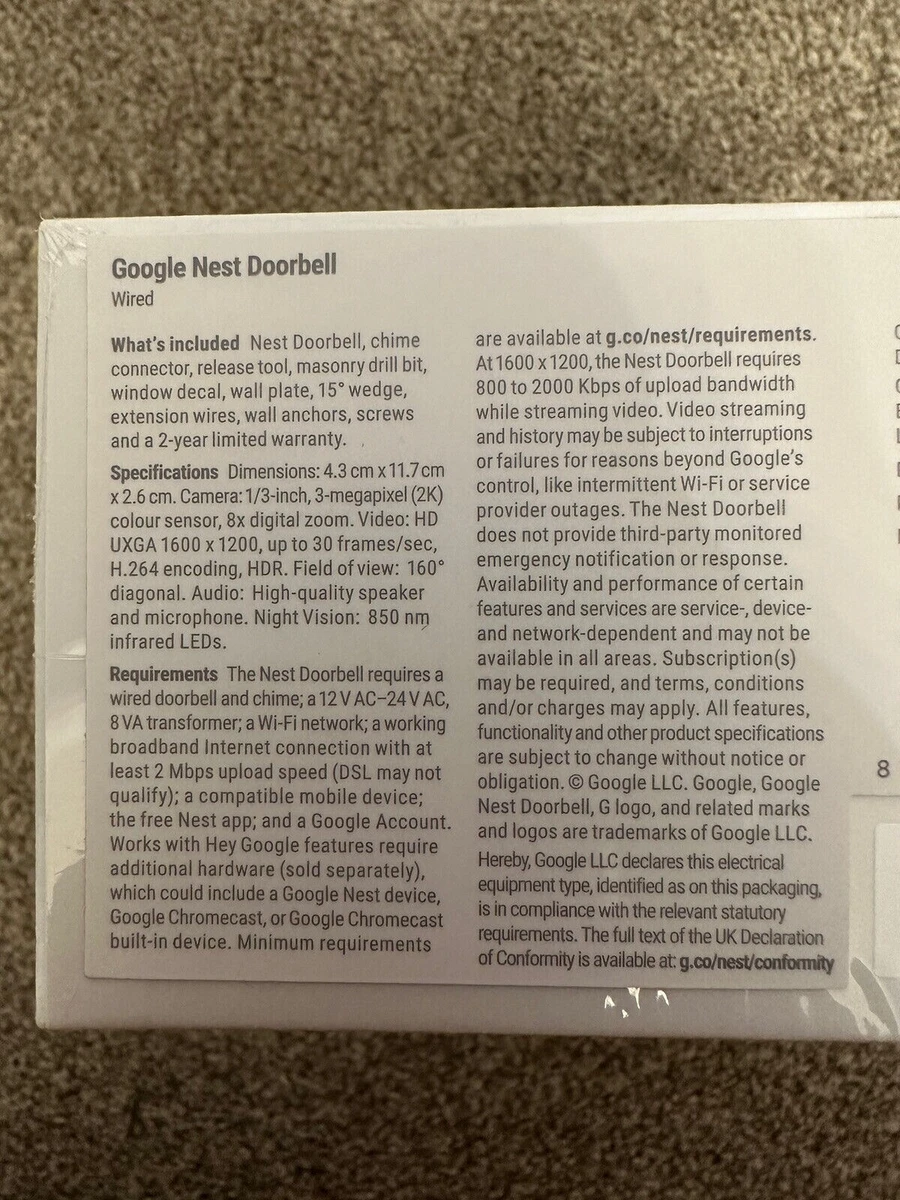 Google Nest Doorbell
Wired
What's included Nest Doorbell, chime
connector, release tool, masonry drill bit,
window decal, wall plate, 15° wedge,
extension wires, wall anchors, screws
and a 2-year limited warranty.
Specifications Dimensions: 4.3 cm x 11.7 cm
x 2.6 cm. Camera: 1/3-inch, 3-megapixel (2K)
colour sensor, 8x digital zoom. Video: HD
UXGA 1600 x 1200, up to 30 frames/sec,
H.264 encoding, HDR. Field of view: 160°
diagonal. Audio: High-quality speaker
and microphone. Night Vision: 850 nm
infrared LEDs.
Requirements The Nest Doorbell requires a
wired doorbell and chime; a 12 V AC–24 V AC,
8 VA transformer; a Wi-Fi network; a working
broadband Internet connection with at
least 2 Mbps upload speed (DSL may not
qualify); a compatible mobile device;
the free Nest app; and a Google Account.
Works with Hey Google features require
additional hardware (sold separately),
which could include a Google Nest device,
Google Chromecast, or Google Chromecast
built-in device. Minimum requirements
are available at g.co/nest/requirements.
At 1600 x 1200, the Nest Doorbell requires
800 to 2000 Kbps of upload bandwidth
while streaming video. Video streaming
and history may be subject to interruptions
or failures for reasons beyond Google's
control, like intermittent Wi-Fi or service
provider outages. The Nest Doorbell
does not provide third-party monitored
emergency notification or response.
Availability and performance of certain
features and services are service-, device-
and network-dependent and may not be
available in all areas. Subscription(s)
may be required, and terms, conditions
and/or charges may apply. All features,
functionality and other product specifications
are subject to change without notice or
obligation. © Google LLC. Google, Google
Nest Doorbell, G logo, and related marks
and logos are trademarks of Google LLC.
Hereby, Google LLC declares this electrical
equipment type, identified as on this packaging,
is in compliance with the relevant statutory
requirements. The full text of the UK Declaration
of Conformity is available at: g.co/nest/conformity
8